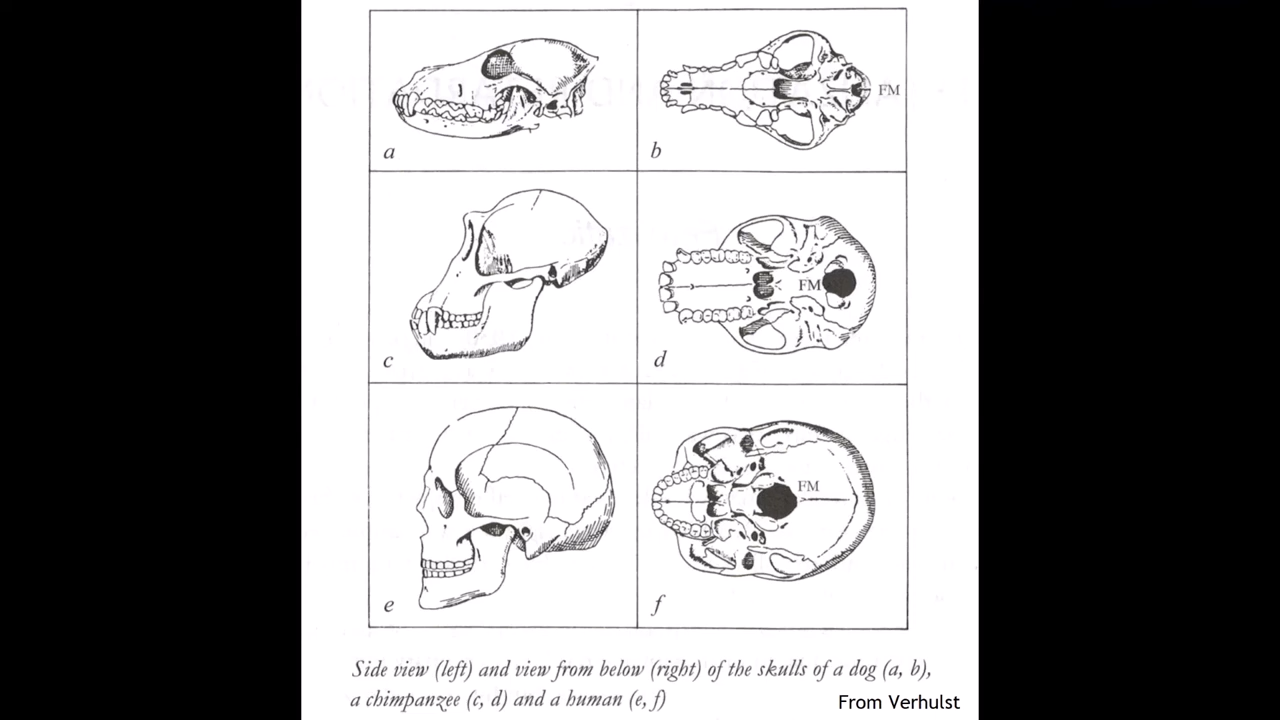 a
b
FM
c
d
FM
e
f
FM
Side view (left) and view from below (right) of the skulls of a dog (a, b),
a chimpanzee (c, d) and a human (e, f)
From Verhulst